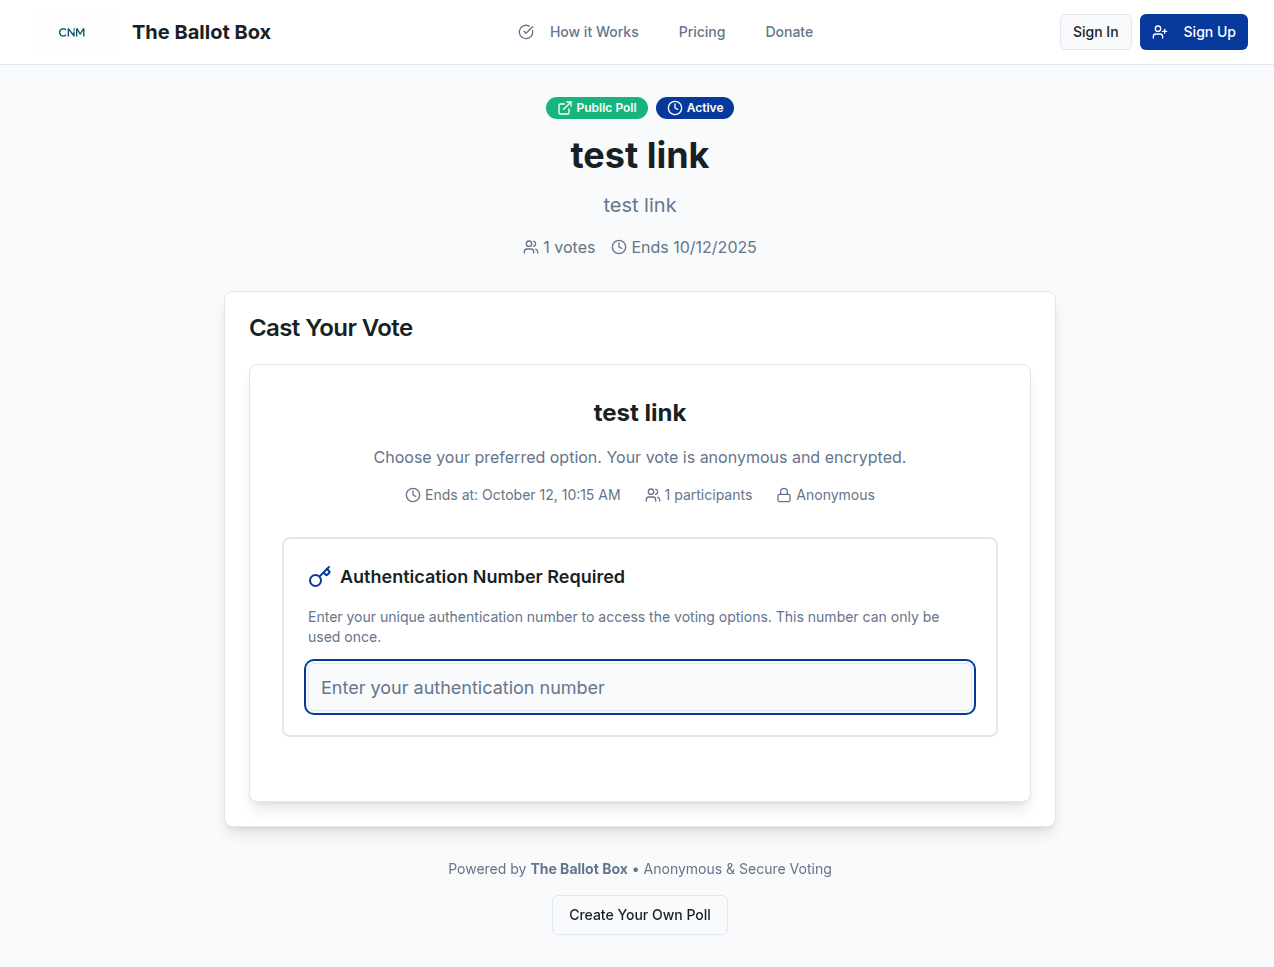 CNM
The Ballot Box
How it Works
Pricing
Donate
Sign In
Sign Up
Public Poll
Active
test link
test link
1 votes
Ends 10/12/2025
Cast Your Vote
test link
Choose your preferred option. Your vote is anonymous and encrypted.
Ends at: October 12, 10:15 AM
1 participants
Anonymous
Authentication Number Required
Enter your unique authentication number to access the voting options. This number can only be
used once.
Enter your authentication number
Powered by The Ballot Box • Anonymous & Secure Voting
Create Your Own Poll